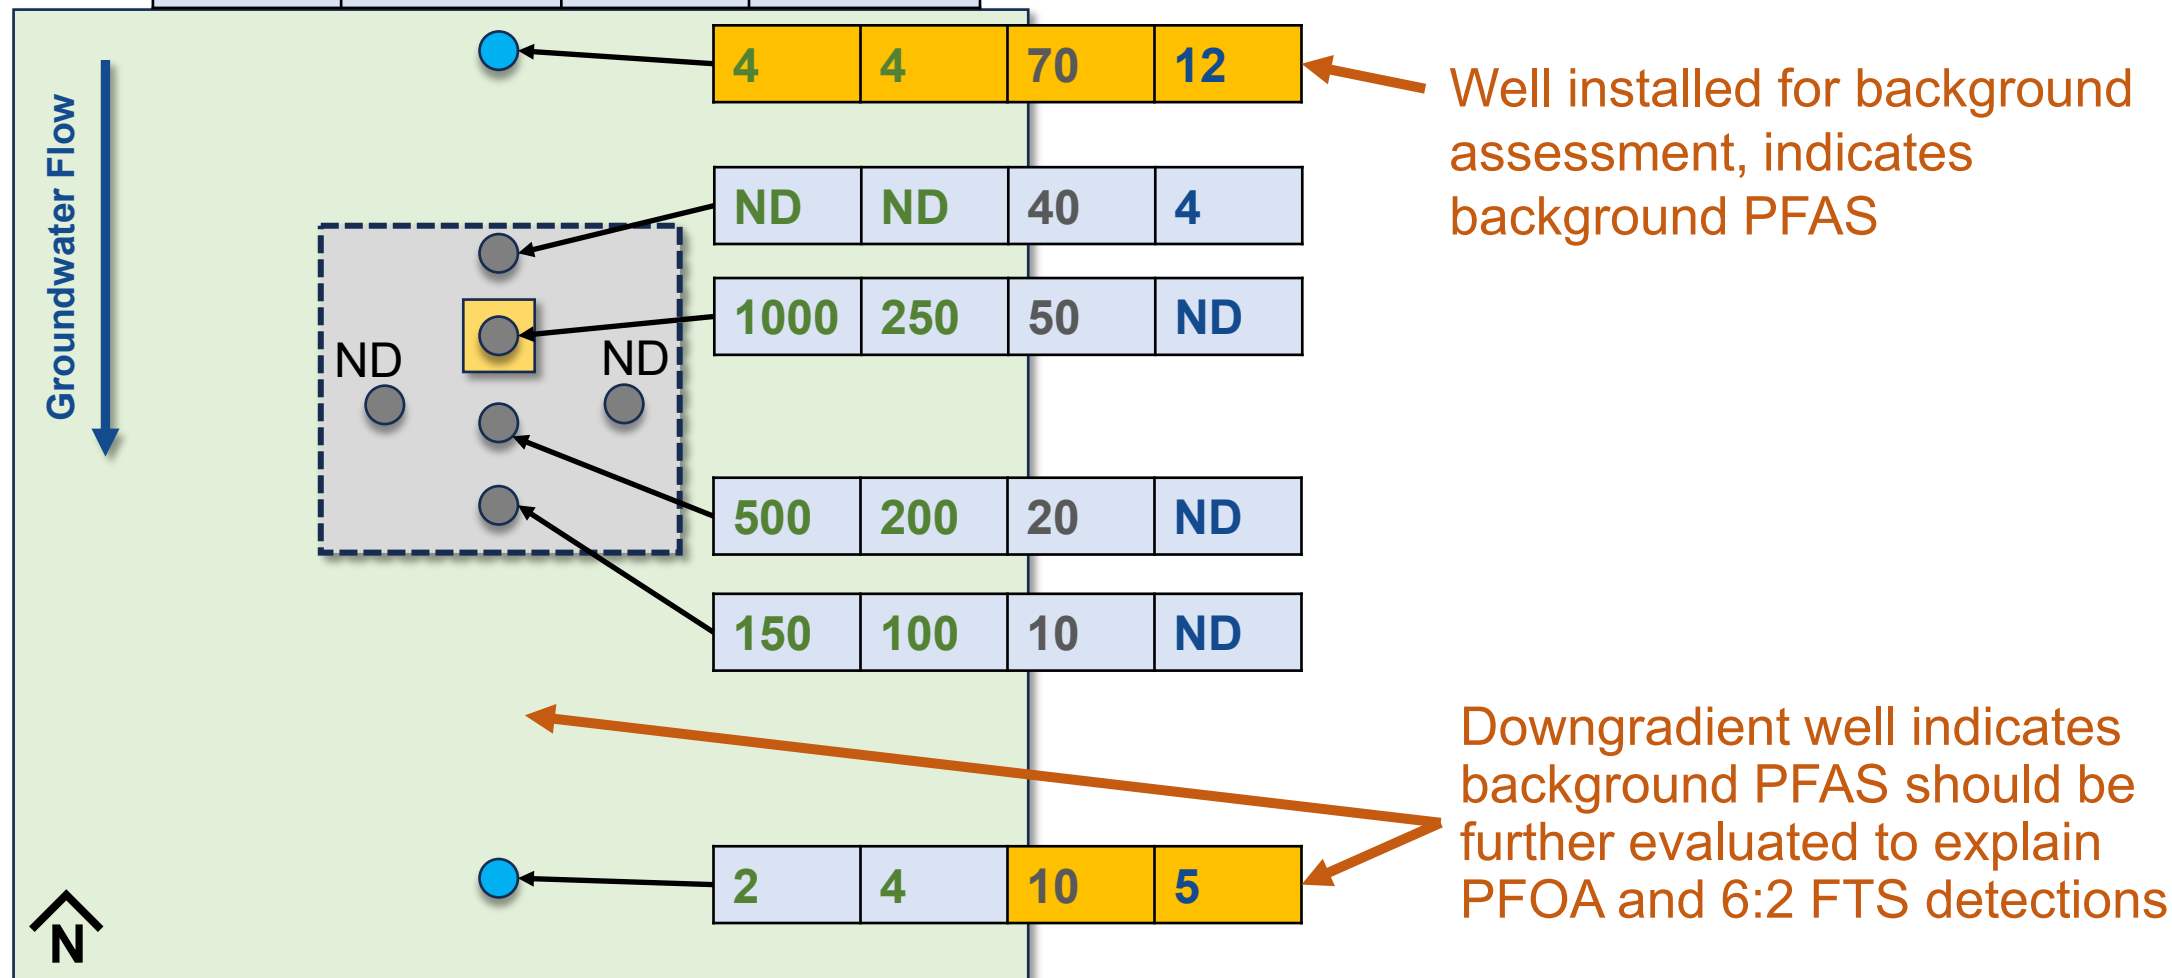 4 4 70 12
Well installed for background
assessment, indicates
background PFAS
Groundwater Flow
ND ND 40 4
1000 250 50 ND
ND
ND
500 200 20 ND
150 100 10 ND
Downgradient well indicates
background PFAS should be
further evaluated to explain
PFOA and 6:2 FTS detections
2 4 10 5
N